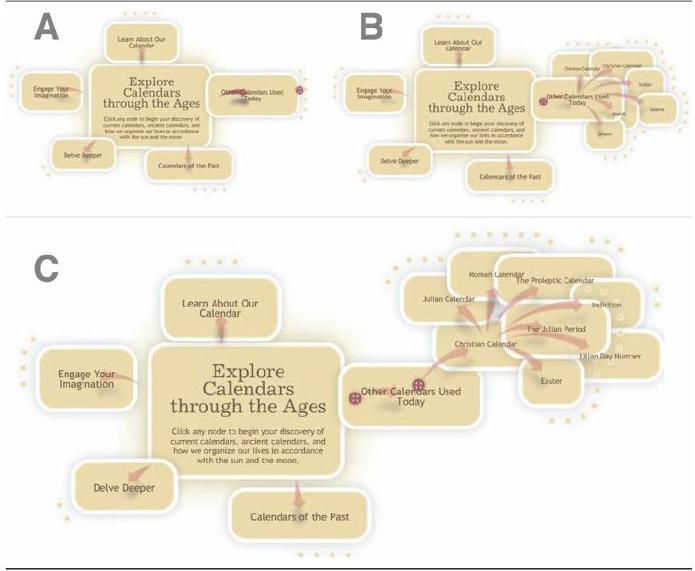 A
Learn About Our
Calendar
Engage Your
Imagination
Explore
Calendars
through the Ages
Click any node to begin your discovery of
current calendars, ancient calendars, and
how we organize our lives in accordance
with the sun and the moon.
Other Calendars Used
Today
Delve Deeper
Calendars of the Past
B
Learn About Our
Calendar
Engage Your
Imagination
Explore
Calendars
through the Ages
Click any node to begin your discovery of
current calendars, ancient calendars, and
how we organize our lives in accordance
with the sun and the moon.
Other Calendars Used
Today
Chinese Calendar
Christian Calendar
Indian
Islamic
Jewish
Others
Delve Deeper
Calendars of the Past
C
Learn About Our
Calendar
Engage Your
Imagination
Explore
Calendars
through the Ages
Click any node to begin your discovery of
current calendars, ancient calendars, and
how we organize our lives in accordance
with the sun and the moon.
Other Calendars Used
Today
Roman Calendar
The Proleptic Calendar
Julian Calendar
Indiction
The Julian Period
Christian Calendar
Lilian Day Number
Easter
Delve Deeper
Calendars of the Past